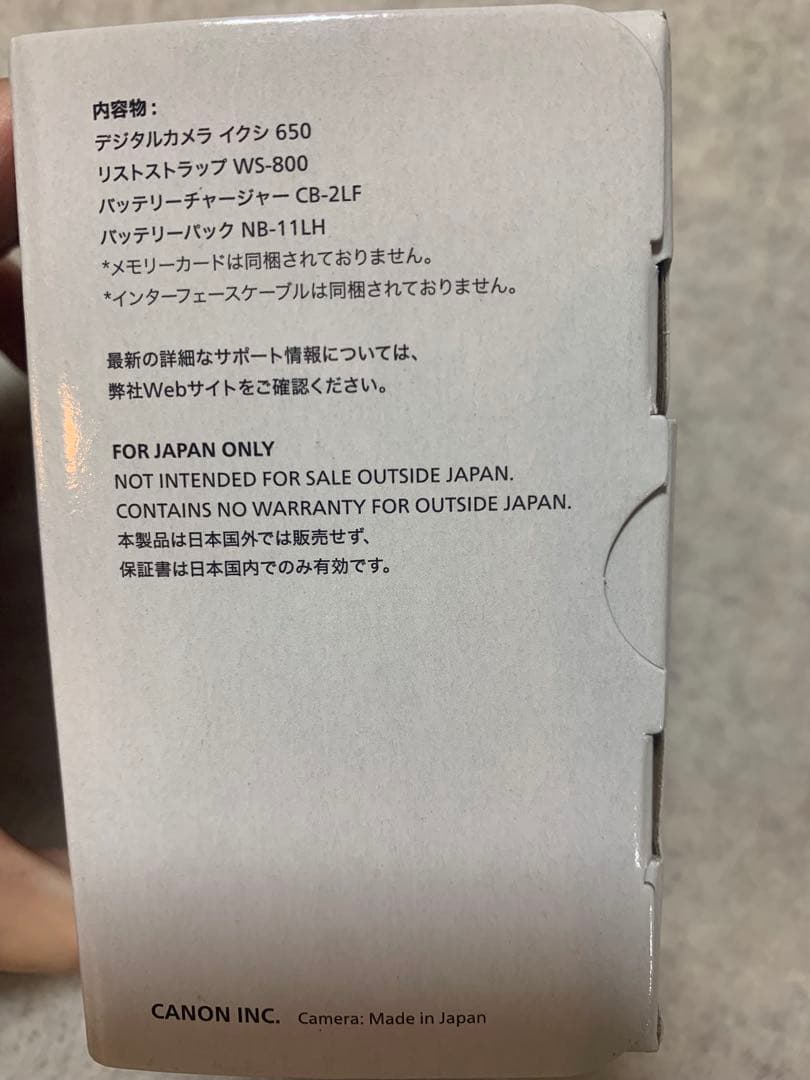 内容物：
デジタルカメラ イクシ 650
リストストラップ WS-800
バッテリーチャージャー CB-2LF
バッテリーパック NB-11LH
*メモリーカードは同梱されておりません。
*インターフェースケーブルは同梱されておりません。
最新の詳細なサポート情報については、
弊社Webサイトをご確認ください。
FOR JAPAN ONLY
NOT INTENDED FOR SALE OUTSIDE JAPAN.
CONTAINS NO WARRANTY FOR OUTSIDE JAPAN.
本製品は日本国外では販売せず、
保証書は日本国内でのみ有効です。
CANON INC. Camera: Made in Japan